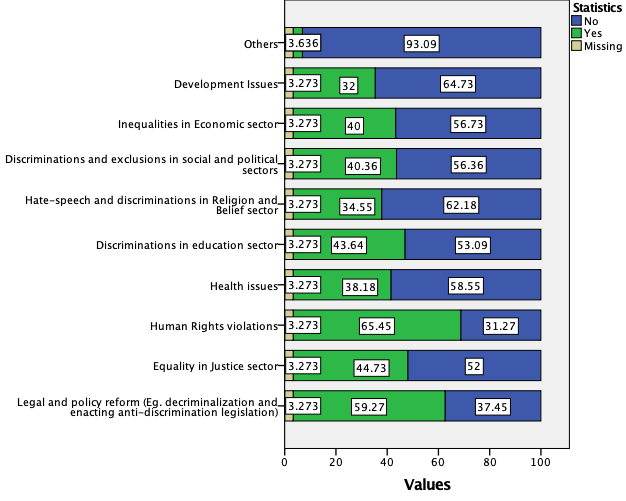 Statistics
No
Yes
Missing
Others 3.636 93.09
Development Issues 3.273 32 64.73
Inequalities in Economic sector 3.273 40 56.73
Discriminations and exclusions in social and political
sectors 3.273 40.36 56.36
Hate-speech and discriminations in Religion and
Belief sector 3.273 34.55 62.18
Discriminations in education sector 3.273 43.64 53.09
Health issues 3.273 38.18 58.55
Human Rights violations 3.273 65.45 31.27
Equality in Justice sector 3.273 44.73 52
Legal and policy reform (Eg. decriminalization and
enacting anti-discrimination legislation) 3.273 59.27 37.45
0 20 40 60 80 100
Values